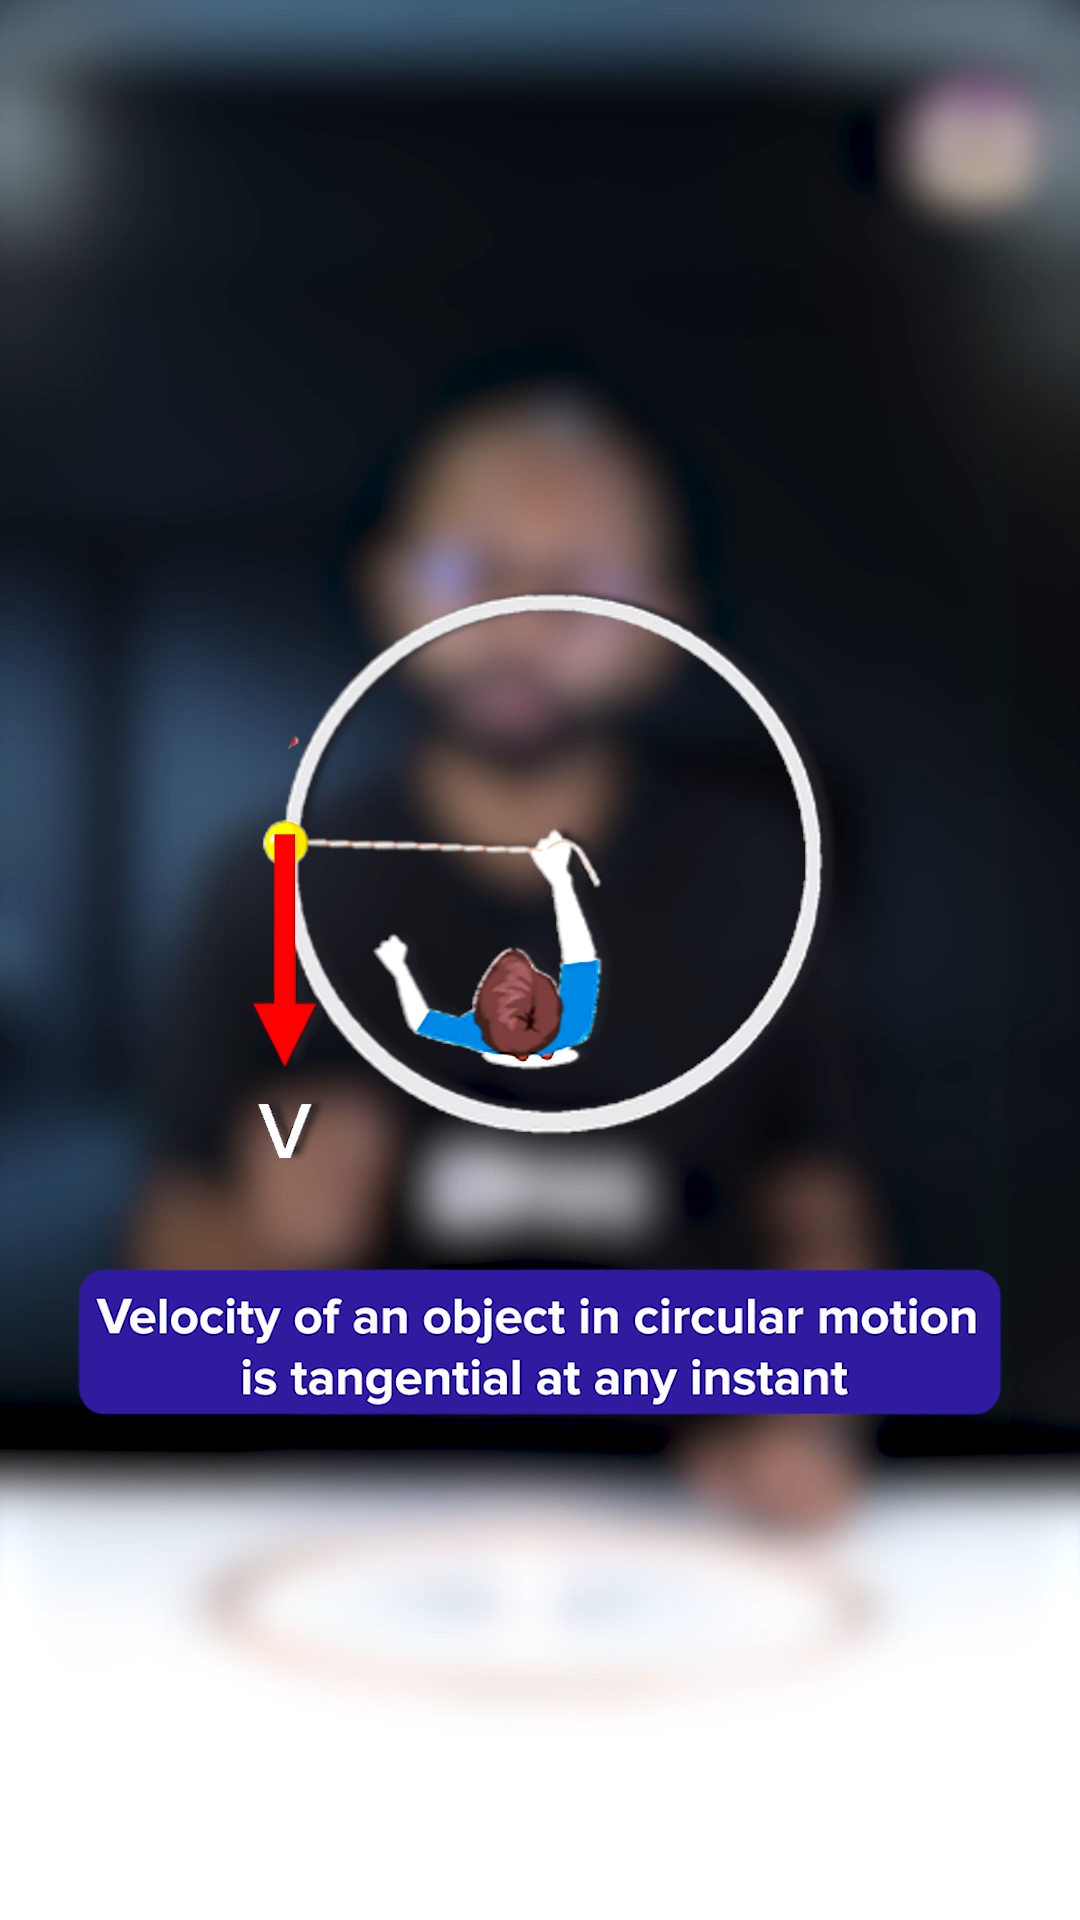 V
Velocity of an object in circular motion
is tangential at any instant